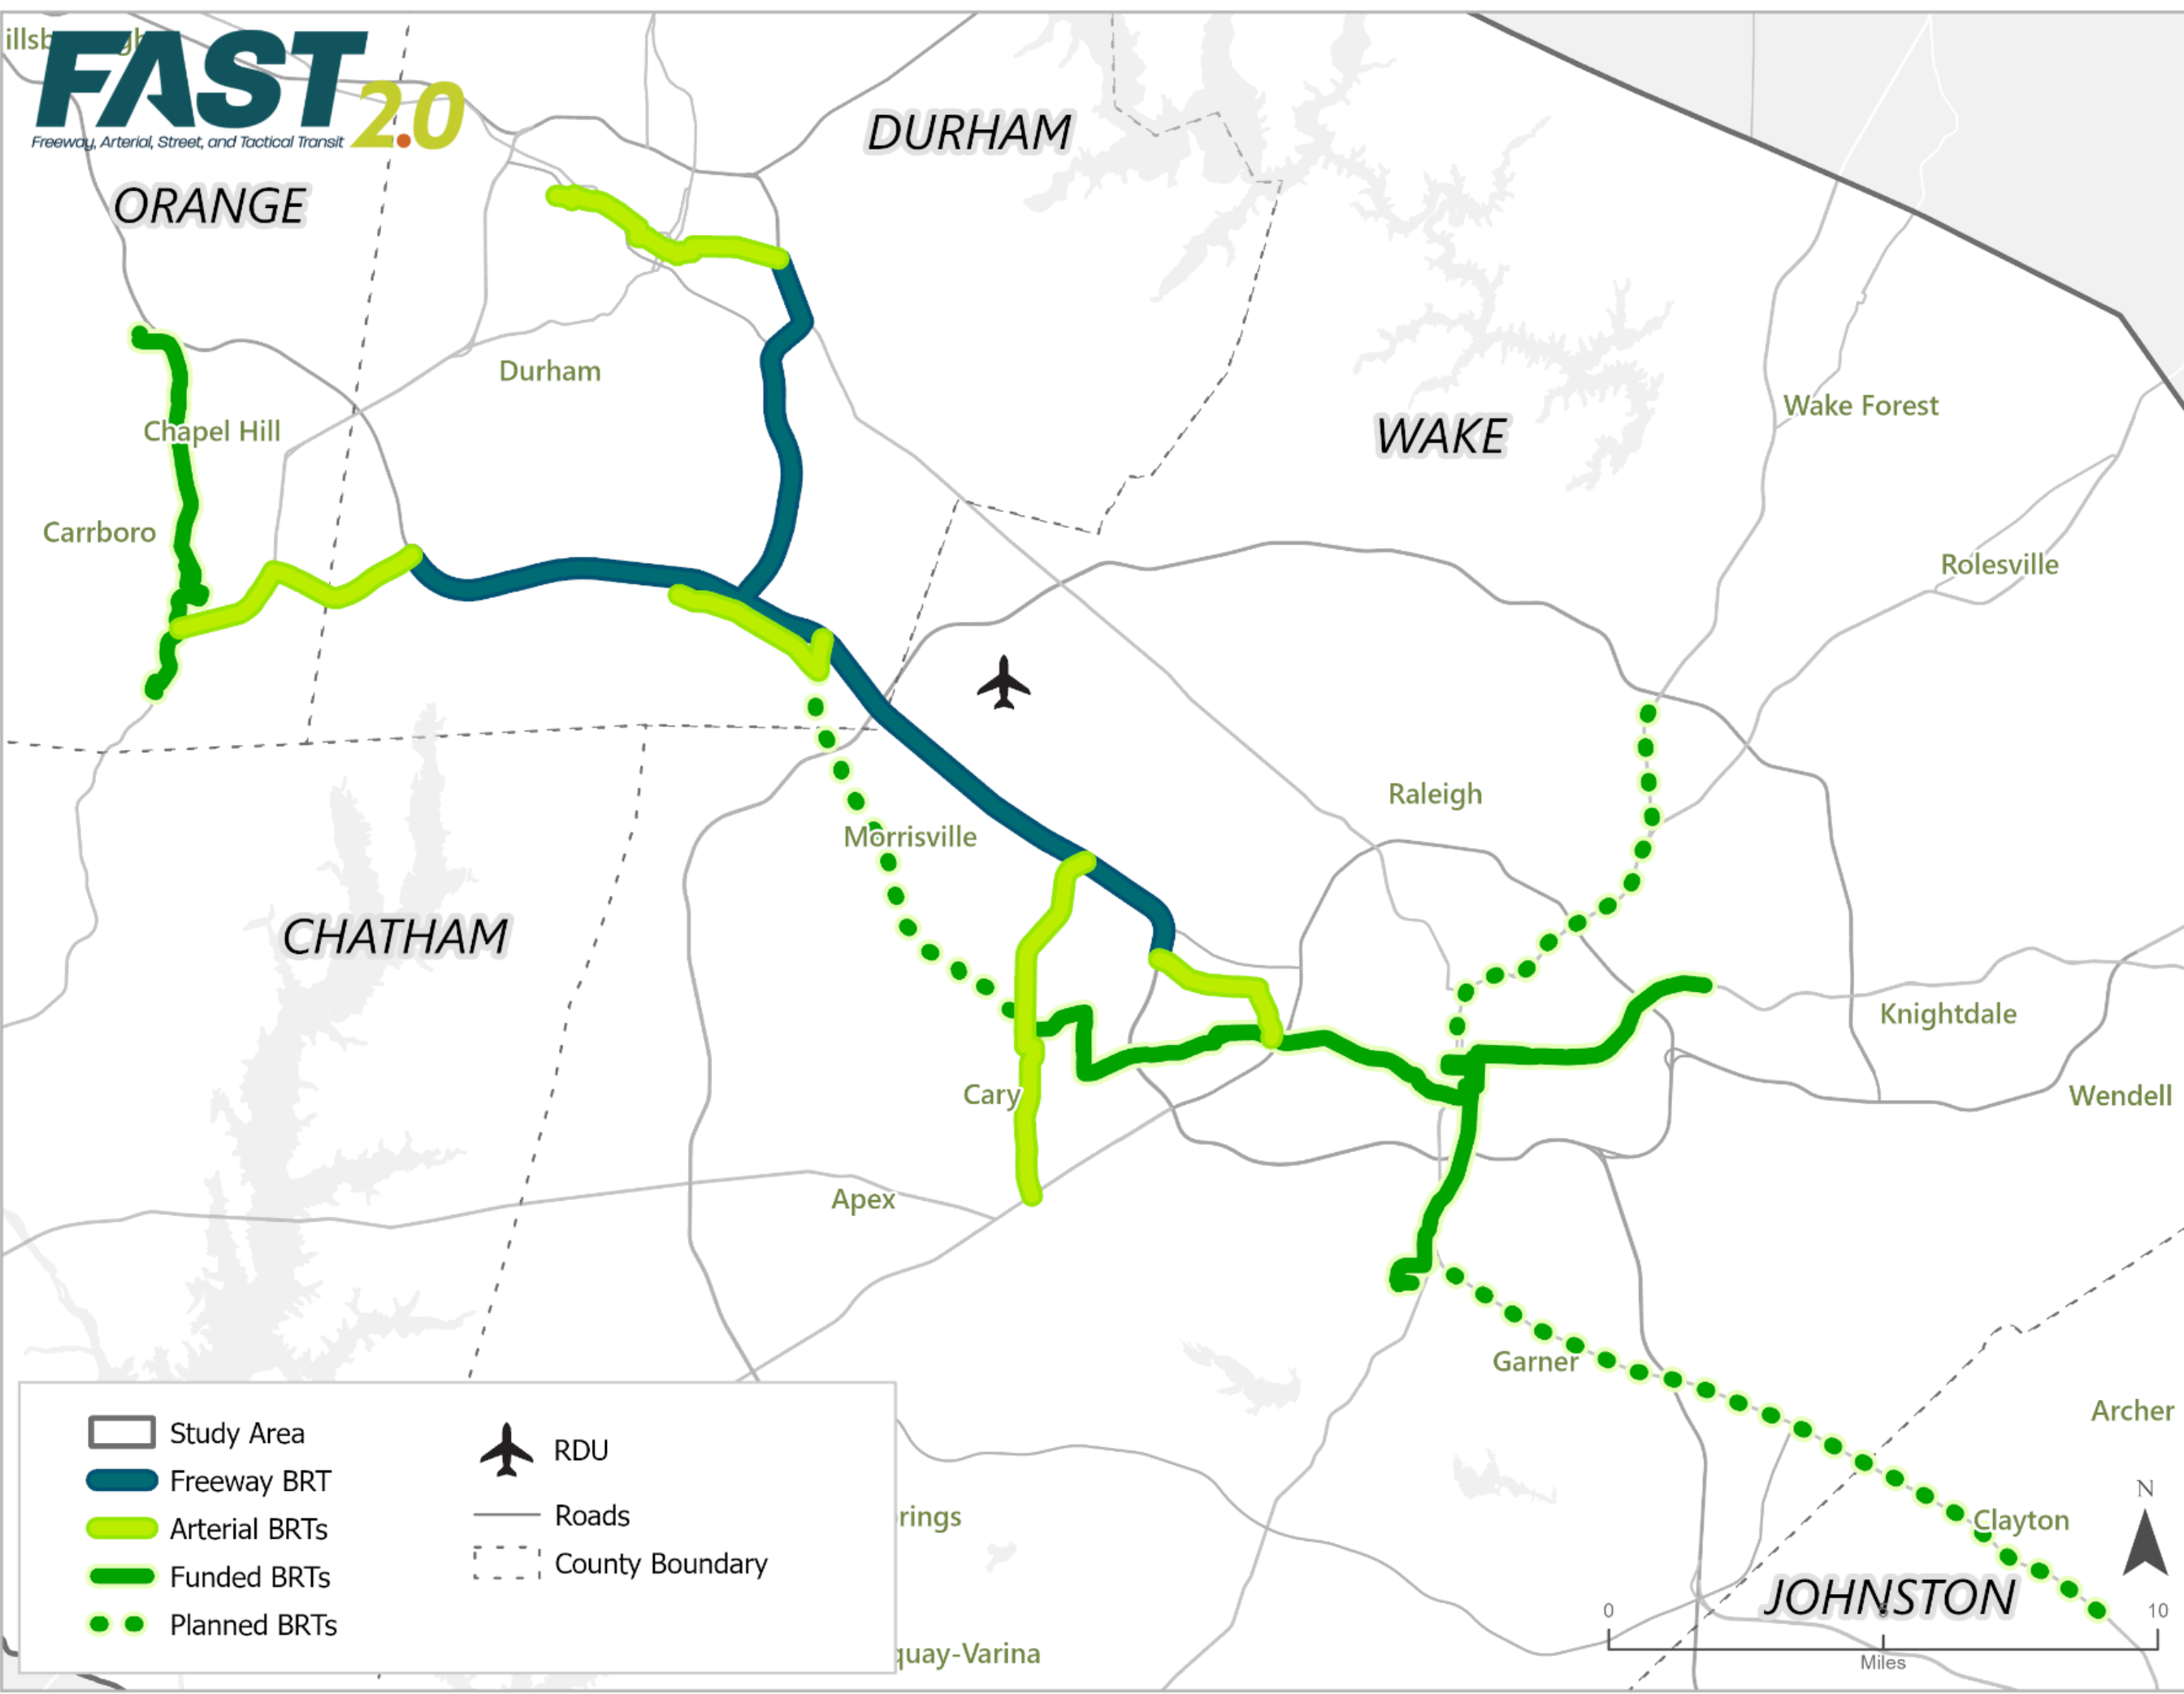 FAST 2.0
Freeway, Arterial, Street, and Tactical Transit
DURHAM
ORANGE
Durham
WAKE
Wake Forest
Chapel Hill
Carrboro
Rolesville
Raleigh
Morrisville
CHATHAM
Knightdale
Cary
Wendell
Apex
Garner
Archer
Clayton
JOHNSTON
rings
quay-Varina
Study Area
Freeway BRT
Arterial BRTs
Funded BRTs
Planned BRTs
RDU
Roads
County Boundary
N
0 5 10
Miles